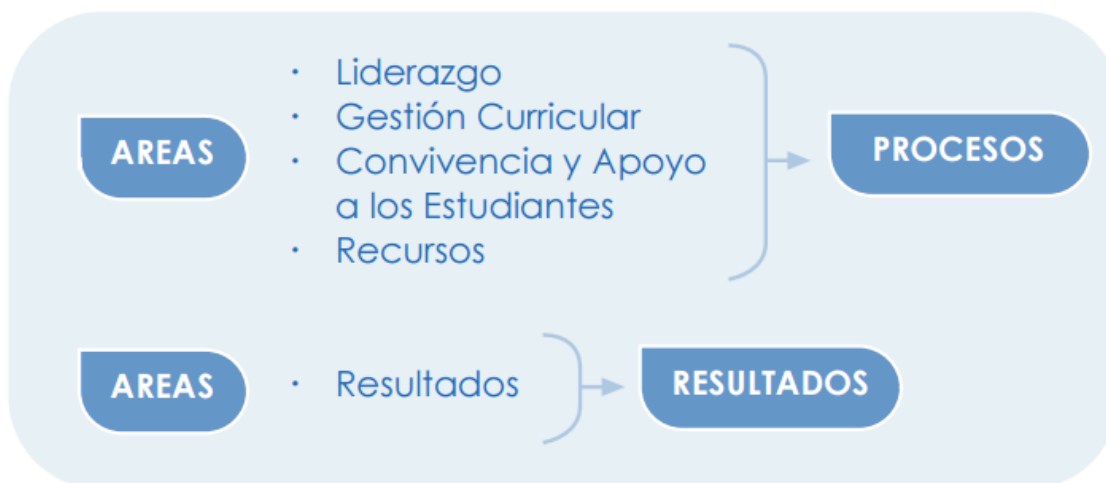 AREAS
· Liderazgo
· Gestión Curricular
· Convivencia y Apoyo
a los Estudiantes
· Recursos
PROCESOS
AREAS
· Resultados
RESULTADOS